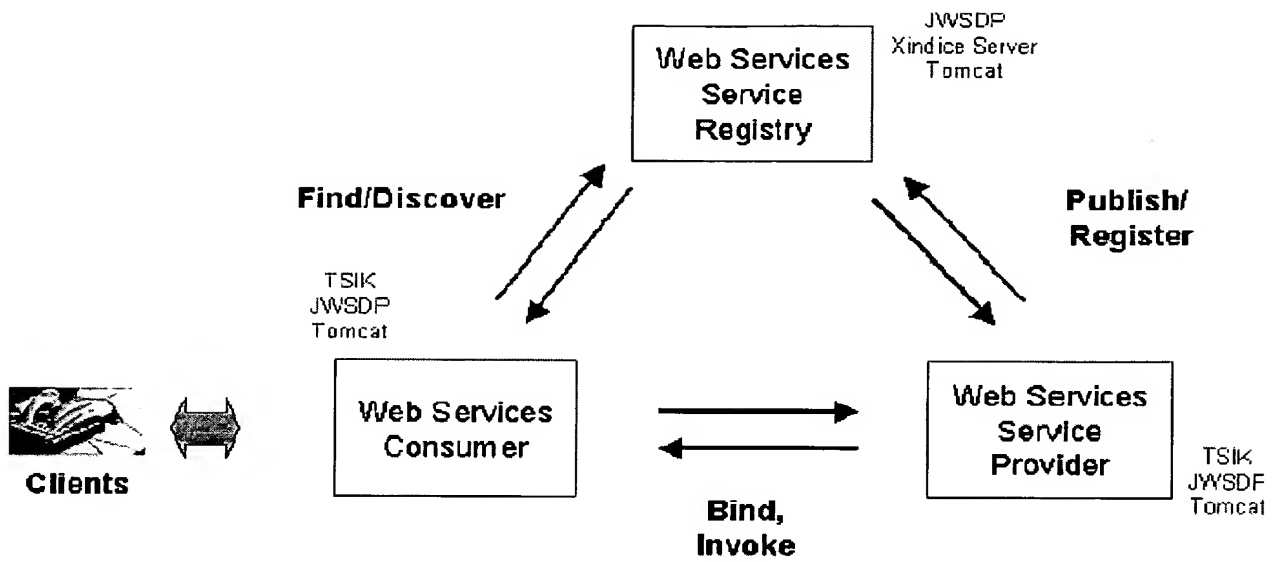 JWSDP
Xindice Server
Tomcat
Web Services
Service
Registry
Find/Discover
Publish/
Register
TSIK
JWSDP
Tomcat
Web Services
Consumer
Web Services
Service
Provider
TSIK
JWSDP
Tomcat
Clients
Bind,
Invoke